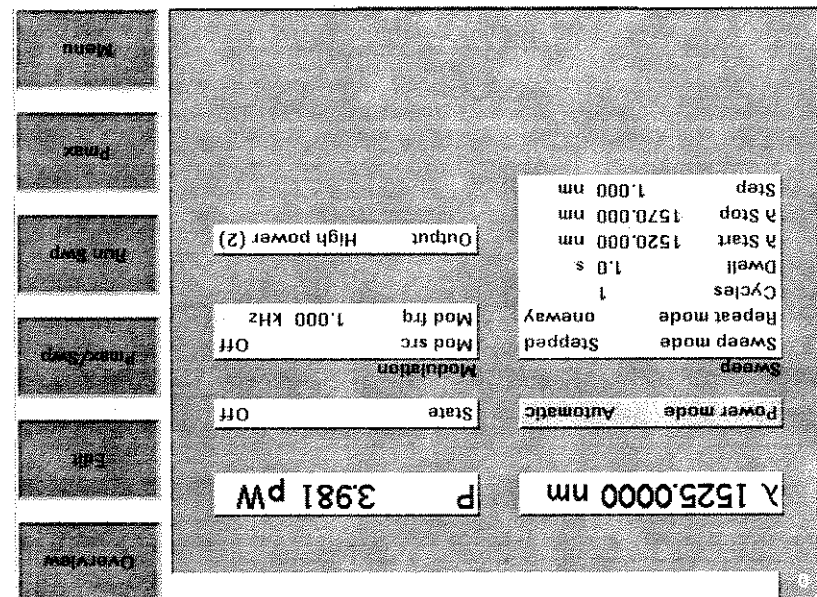 0
λ 1525.0000 nm
P 3.981 pW
Power mode Automatic
State Off
Sweep
Sweep mode Stepped
Repeat mode oneway
Cycles 1
Dwell 1.0 s
λ Start 1520.000 nm
λ Stop 1570.000 nm
Step 1.000 nm
Modulation
Mod src Off
Mod frq 1.000 kHz
Output High power (2)
Overview
Edit
Pmax/Swp
Run Swp
Pmax
Menu